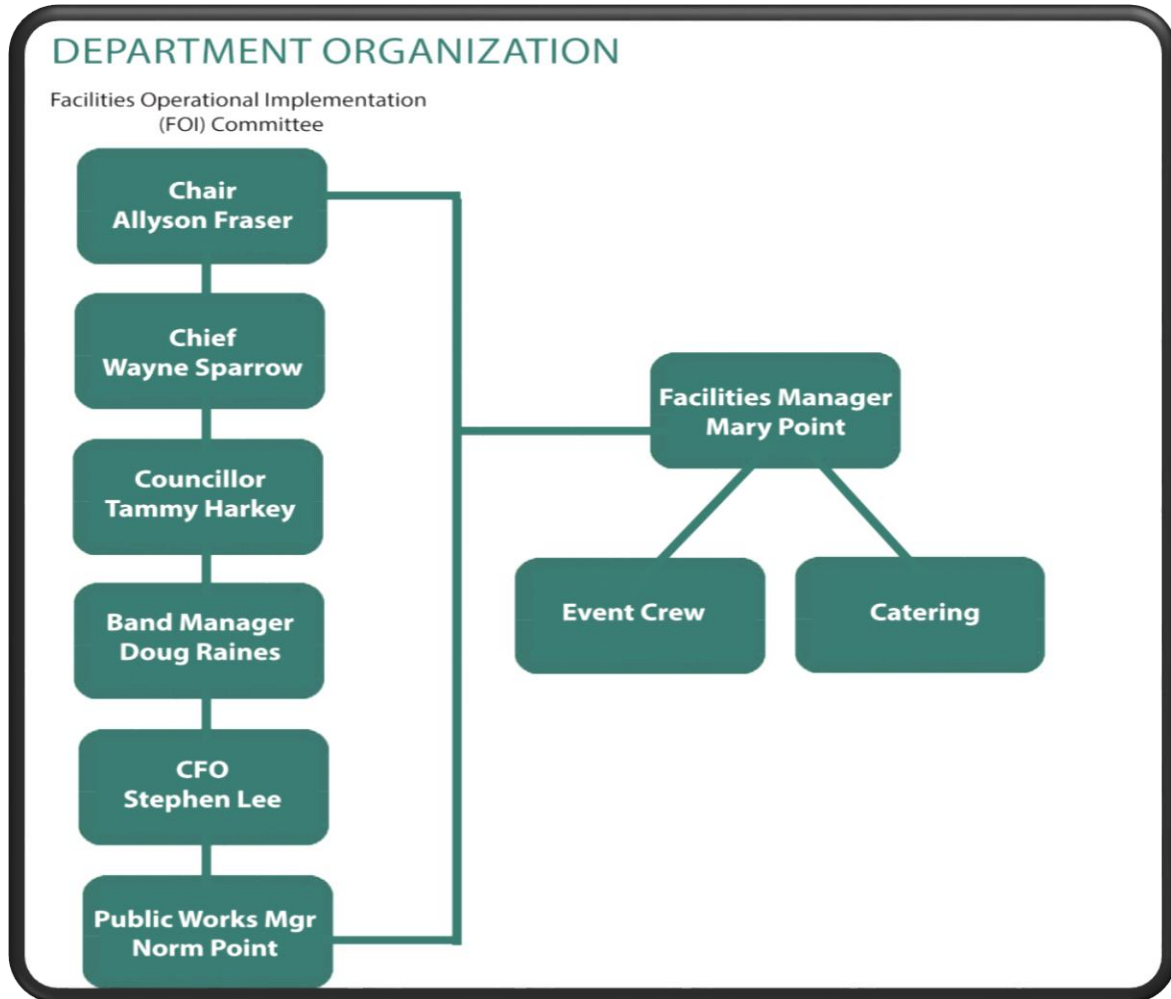 DEPARTMENT ORGANIZATION
Facilities Operational Implementation
(FOI) Committee
Chair
Allyson Fraser
Chief
Wayne Sparrow
Councillor
Tammy Harkey
Band Manager
Doug Raines
CFO
Stephen Lee
Public Works Mgr
Norm Point
Facilities Manager
Mary Point
Event Crew
Catering